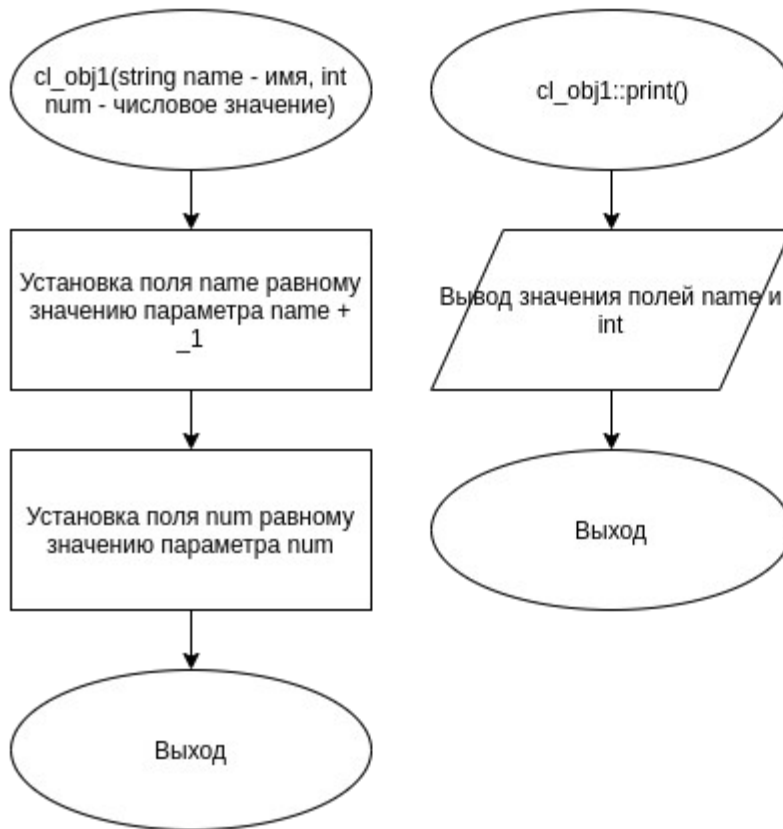 cl_obj1(string name - имя, int
num - числовое значение)
Установка поля name равному
значению параметра name +
_1
Установка поля num равному
значению параметра num
Выход
cl_obj1::print()
Вывод значения полей name и
int
Выход